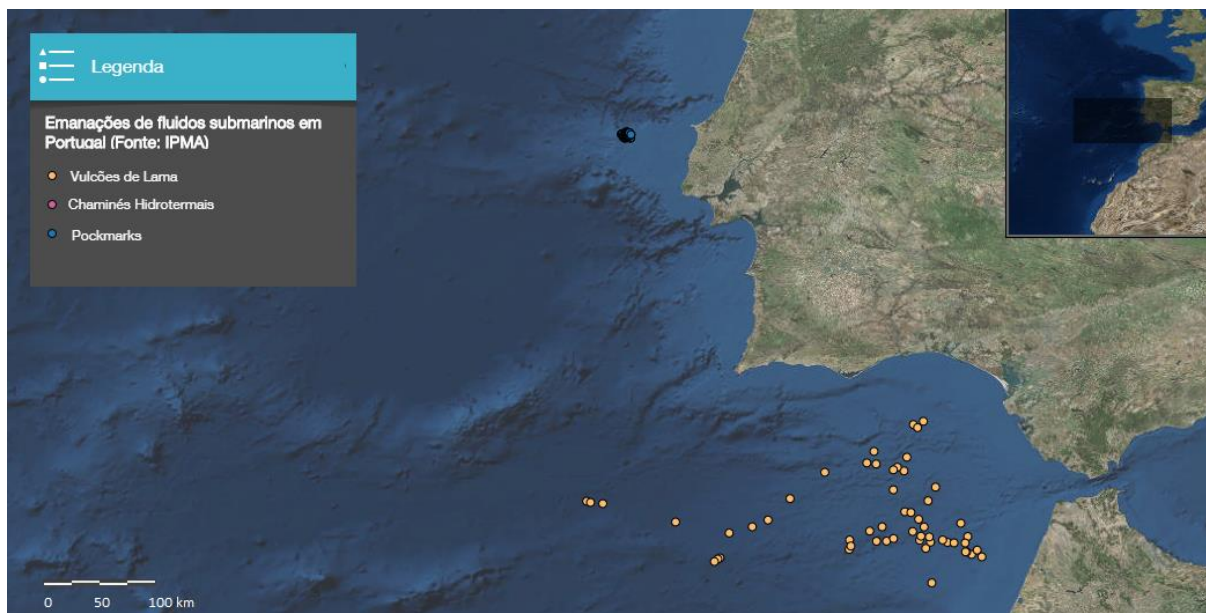 Legenda
Emanações de fluidos submarinos em
Portugal (Fonte: IPMA)
Vulcões de Lama
Chaminés Hidrotermais
Pockmarks
0 50 100 km